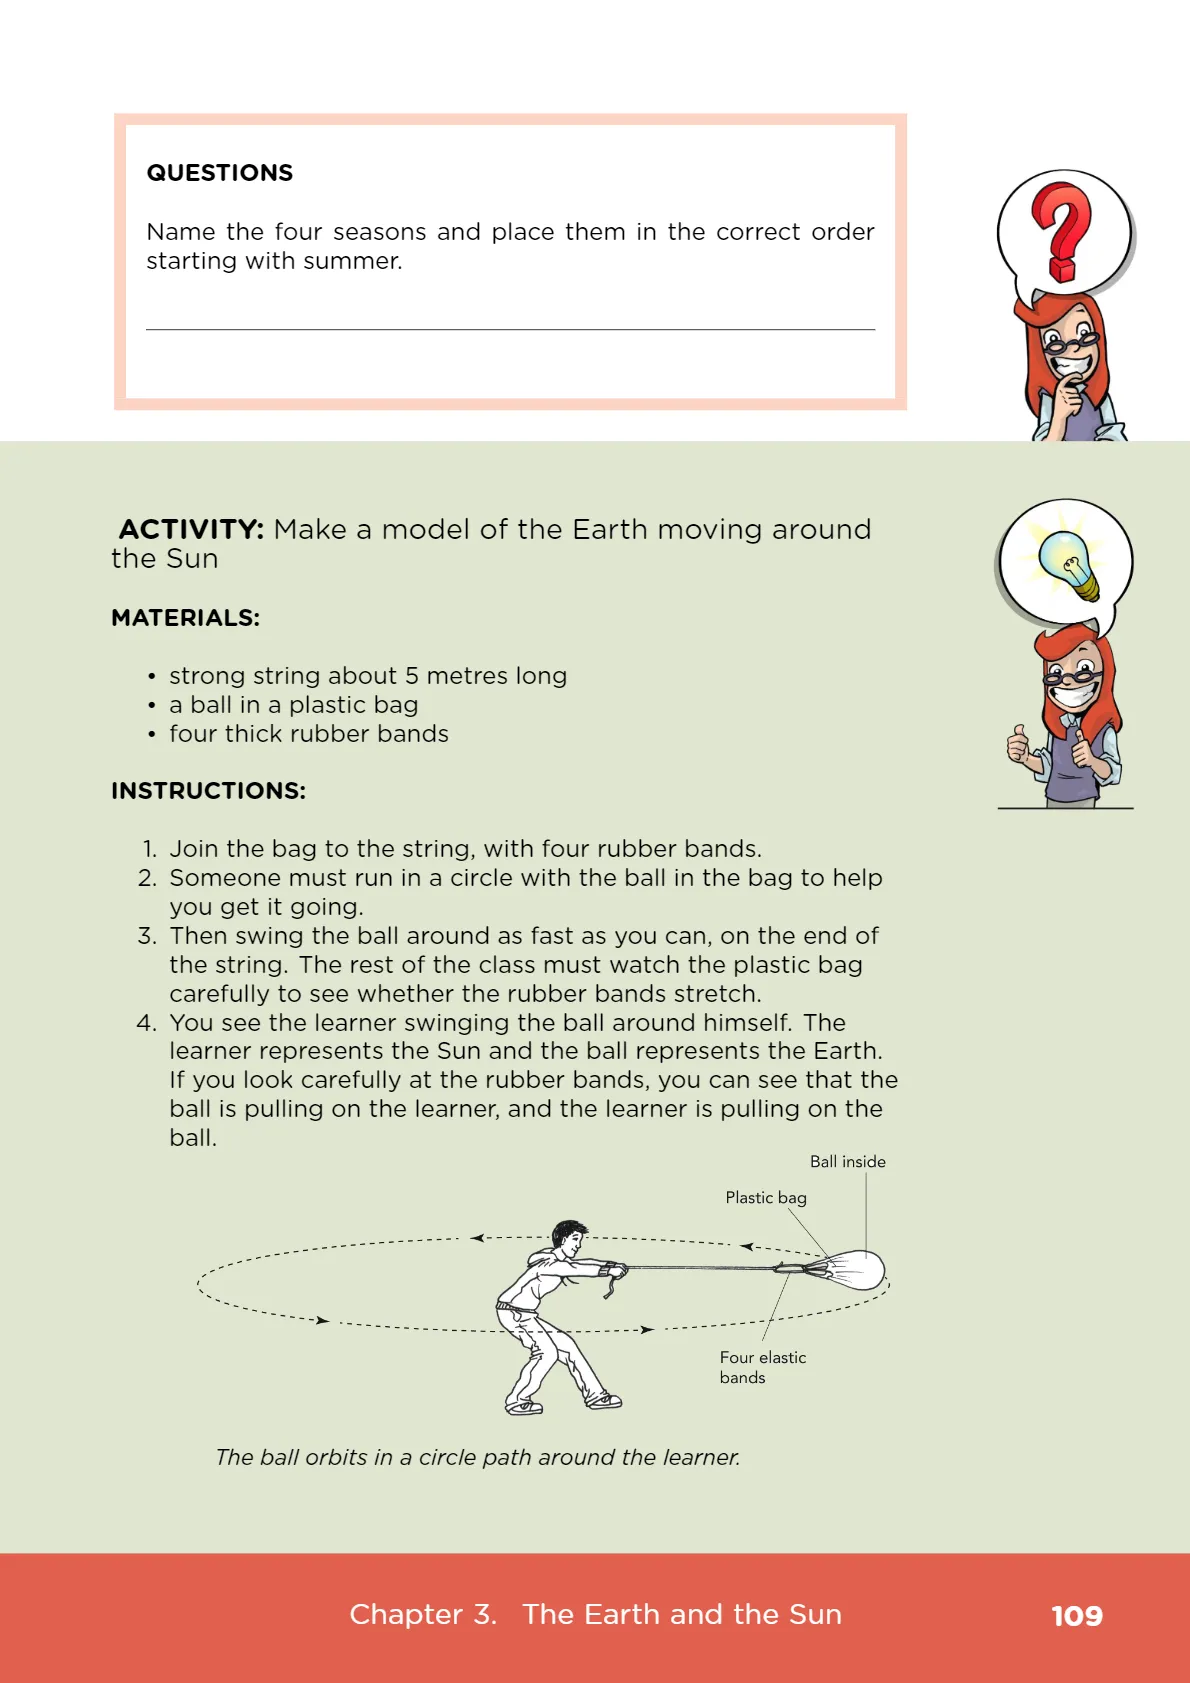 QUESTIONS
Name the four seasons and place them in the correct order
starting with summer.
ACTIVITY: Make a model of the Earth moving around
the Sun
MATERIALS:
• strong string about 5 metres long
• a ball in a plastic bag
• four thick rubber bands
INSTRUCTIONS:
1. Join the bag to the string, with four rubber bands.
2. Someone must run in a circle with the ball in the bag to help
you get it going.
3. Then swing the ball around as fast as you can, on the end of
the string. The rest of the class must watch the plastic bag
carefully to see whether the rubber bands stretch.
4. You see the learner swinging the ball around himself. The
learner represents the Sun and the ball represents the Earth.
If you look carefully at the rubber bands, you can see that the
ball is pulling on the learner, and the learner is pulling on the
ball.
Ball inside
Plastic bag
Four elastic
bands
The ball orbits in a circle path around the learner.
Chapter 3. The Earth and the Sun 109